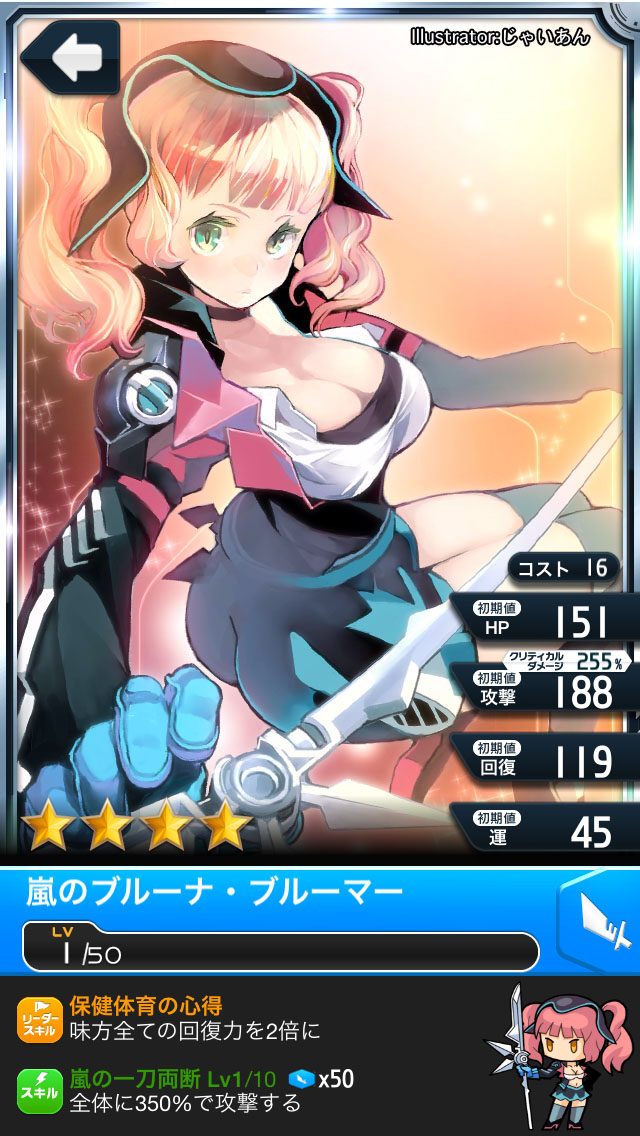 Illustrator:じゃいあん
コスト 16
初期値
HP 151
クリティカル
ダメージ 255%
初期値
攻撃 188
初期値
回復 119
初期値
運 45
嵐のブルーナ・ブルーマー
LV
1/50
リーダー
スキル
保健体育の心得
味方全ての回復力を2倍に
スキル
嵐の一刀両断 Lv1/10 x50
全体に350%で攻撃する